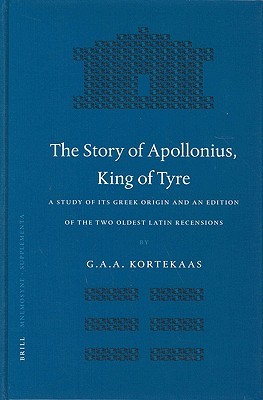 The Story of Apollonius,
King of Tyre
A STUDY OF ITS GREEK ORIGIN AND AN EDITION
OF THE TWO OLDEST LATIN RECENSIONS
BY
G.A.A. KORTEKAAS
BRILL MNEMOSYNE · SUPPLEMENTA